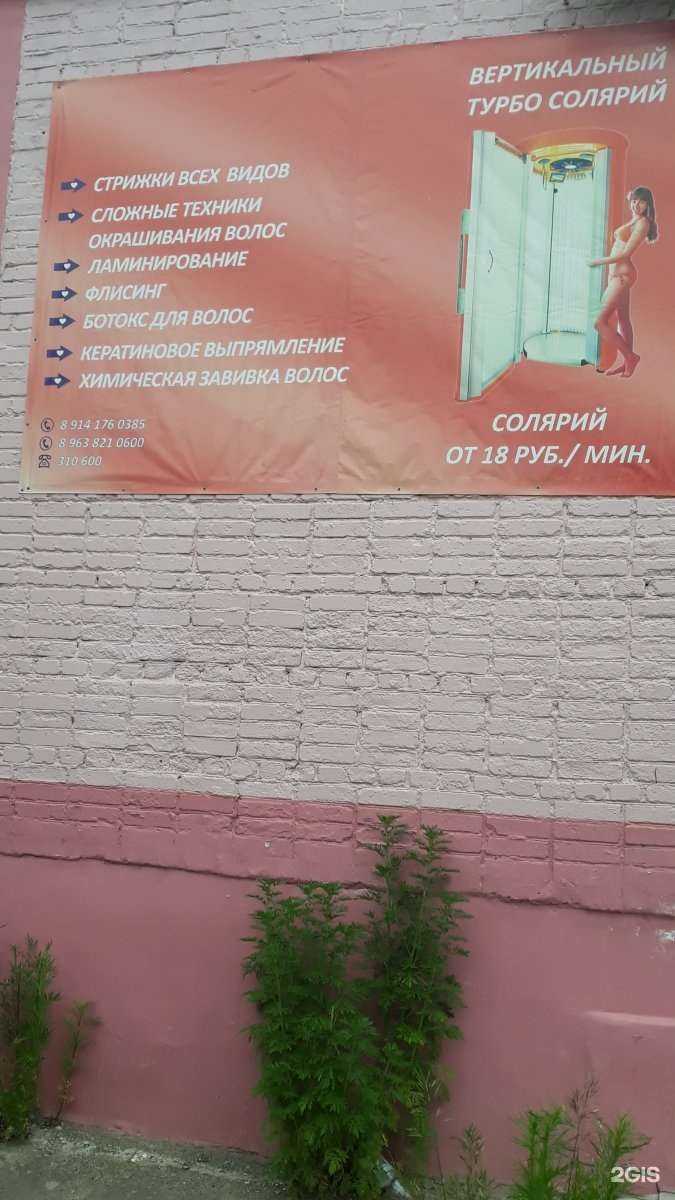 ВЕРТИКАЛЬНЫЙ
ТУРБО СОЛЯРИЙ
СТРИЖКИ ВСЕХ ВИДОВ
СЛОЖНЫЕ ТЕХНИКИ
ОКРАШИВАНИЯ ВОЛОС
ЛАМИНИРОВАНИЕ
ФЛИСИНГ
БОТОКС ДЛЯ ВОЛОС
КЕРАТИНОВОЕ ВЫПРЯМЛЕНИЕ
ХИМИЧЕСКАЯ ЗАВИВКА ВОЛОС
8 914 176 0385
8 963 821 0600
310 600
СОЛЯРИЙ
ОТ 18 РУБ./ МИН.
2GIS